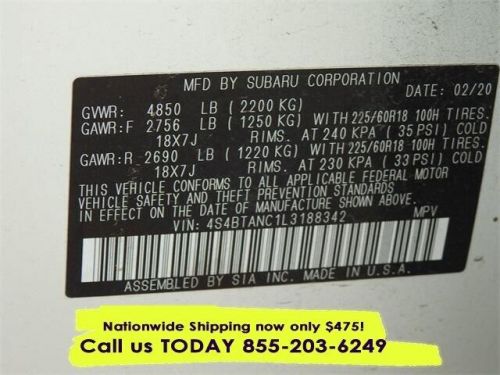 MFD BY SUBARU CORPORATION
DATE: 02/20
GVWR: 4850 LB ( 2200 KG)
GAWR:F 2756 LB ( 1250 KG) WITH 225/60R18 100H TIRES.
18X7J RIMS. AT 240 KPA ( 35 PSI) COLD
GAWR:R 2690 LB ( 1220 KG) WITH 225/60R18 100H TIRES.
18X7J RIMS. AT 230 KPA ( 33 PSI) COLD
THIS VEHICLE CONFORMS TO ALL APPLICABLE FEDERAL MOTOR
VEHICLE SAFETY AND THEFT PREVENTION STANDARDS
IN EFFECT ON THE DATE OF MANUFACTURE SHOWN ABOVE.
VIN: 4S4BTANC1L3188342 MPV
ASSEMBLED BY SIA INC. MADE IN U.S.A.
Nationwide Shipping now only $475!
Call us TODAY 855-203-6249